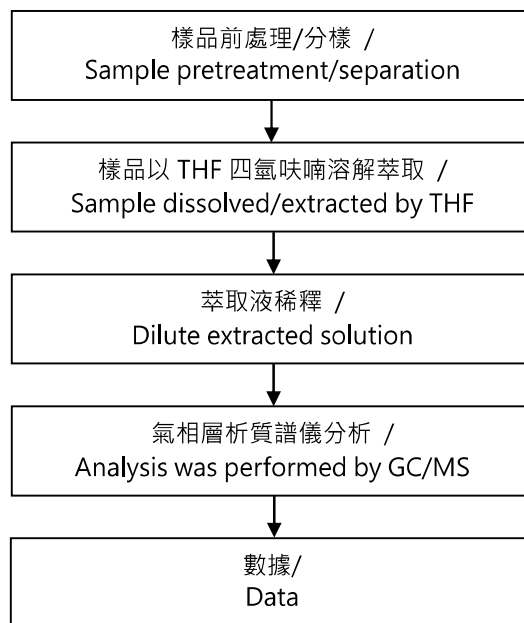 樣品前處理/分樣 /
Sample pretreatment/separation
樣品以 THF 四氫呋喃溶解萃取 /
Sample dissolved/extracted by THF
萃取液稀釋 /
Dilute extracted solution
氣相層析質譜儀分析 /
Analysis was performed by GC/MS
數據/
Data